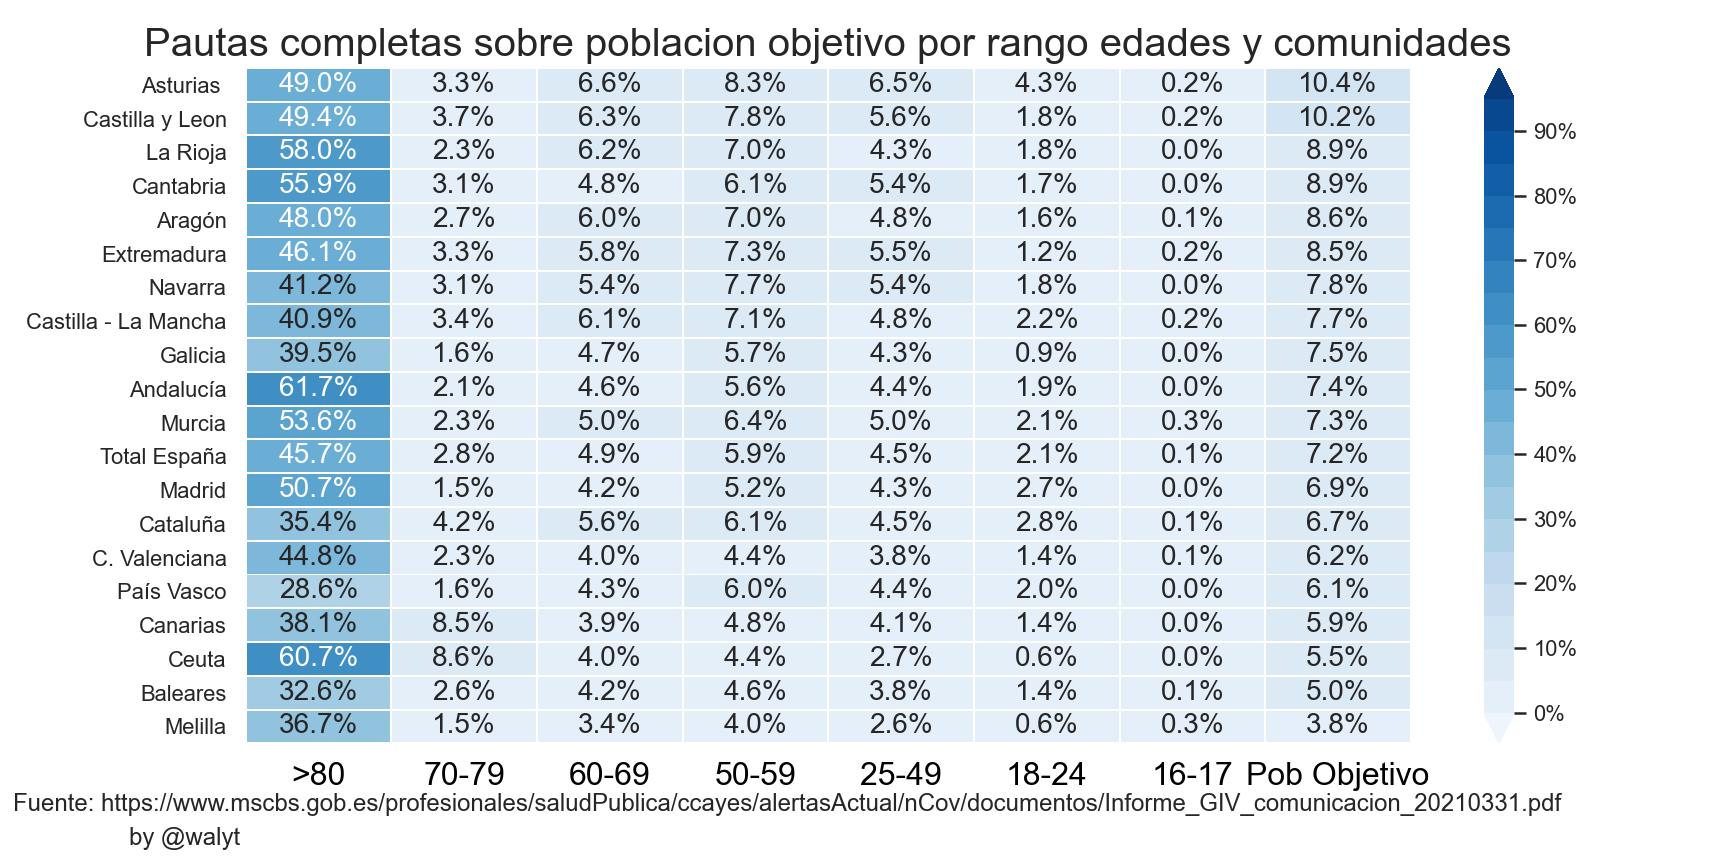 Pautas completas sobre poblacion objetivo por rango edades y comunidades
Asturias 49.0% 3.3% 6.6% 8.3% 6.5% 4.3% 0.2% 10.4%
Castilla y Leon 49.4% 3.7% 6.3% 7.8% 5.6% 1.8% 0.2% 10.2%
La Rioja 58.0% 2.3% 6.2% 7.0% 4.3% 1.8% 0.0% 8.9%
Cantabria 55.9% 3.1% 4.8% 6.1% 5.4% 1.7% 0.0% 8.9%
Aragón 48.0% 2.7% 6.0% 7.0% 4.8% 1.6% 0.1% 8.6%
Extremadura 46.1% 3.3% 5.8% 7.3% 5.5% 1.2% 0.2% 8.5%
Navarra 41.2% 3.1% 5.4% 7.7% 5.4% 1.8% 0.0% 7.8%
Castilla - La Mancha 40.9% 3.4% 6.1% 7.1% 4.8% 2.2% 0.2% 7.7%
Galicia 39.5% 1.6% 4.7% 5.7% 4.3% 0.9% 0.0% 7.5%
Andalucía 61.7% 2.1% 4.6% 5.6% 4.4% 1.9% 0.0% 7.4%
Murcia 53.6% 2.3% 5.0% 6.4% 5.0% 2.1% 0.3% 7.3%
Total España 45.7% 2.8% 4.9% 5.9% 4.5% 2.1% 0.1% 7.2%
Madrid 50.7% 1.5% 4.2% 5.2% 4.3% 2.7% 0.0% 6.9%
Cataluña 35.4% 4.2% 5.6% 6.1% 4.5% 2.8% 0.1% 6.7%
C. Valenciana 44.8% 2.3% 4.0% 4.4% 3.8% 1.4% 0.1% 6.2%
País Vasco 28.6% 1.6% 4.3% 6.0% 4.4% 2.0% 0.0% 6.1%
Canarias 38.1% 8.5% 3.9% 4.8% 4.1% 1.4% 0.0% 5.9%
Ceuta 60.7% 8.6% 4.0% 4.4% 2.7% 0.6% 0.0% 5.5%
Baleares 32.6% 2.6% 4.2% 4.6% 3.8% 1.4% 0.1% 5.0%
Melilla 36.7% 1.5% 3.4% 4.0% 2.6% 0.6% 0.3% 3.8%
>80 70-79 60-69 50-59 25-49 18-24 16-17 Pob Objetivo
90%
80%
70%
60%
50%
40%
30%
20%
10%
0%
Fuente: https://www.mscbs.gob.es/profesionales/saludPublica/ccayes/alertasActual/nCov/documentos/Informe_GIV_comunicacion_20210331.pdf
by @walyt